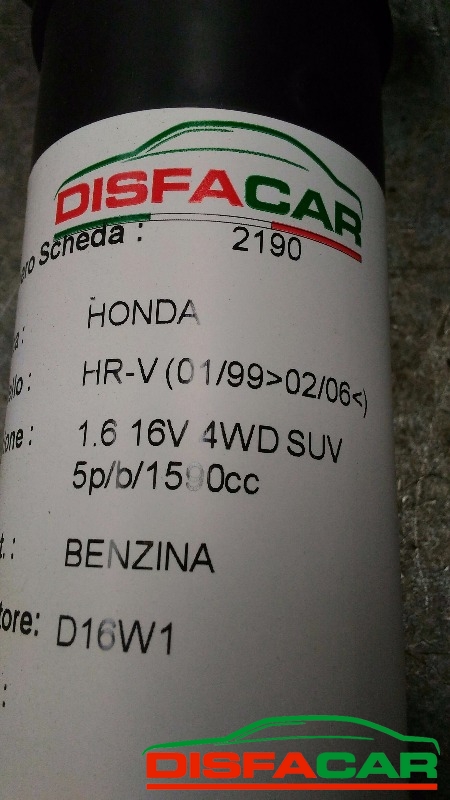 DISFACAR
ero Scheda : 2190
a : HONDA
ello : HR-V (01/99>02/06<)
one : 1.6 16V 4WD SUV
5p/b/1590cc
t. : BENZINA
tore: D16W1
:
DISFACAR